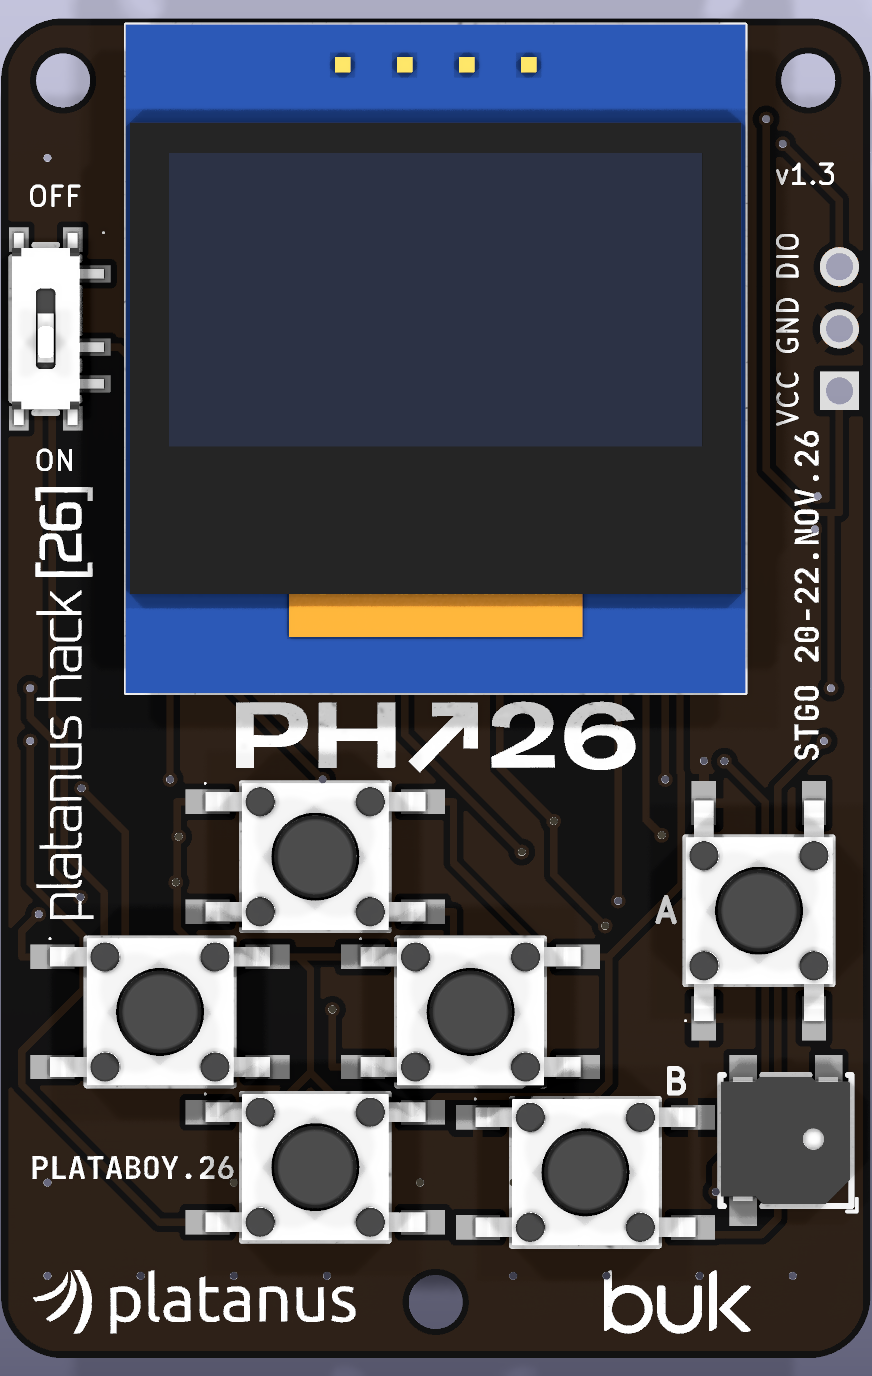 OFF
v1.3
DIO
GND
VCC
ON
platanus hack [26]
STGO 20-22.NOV.26
PH↗26
A
B
PLATABOY.26
platanus
buk